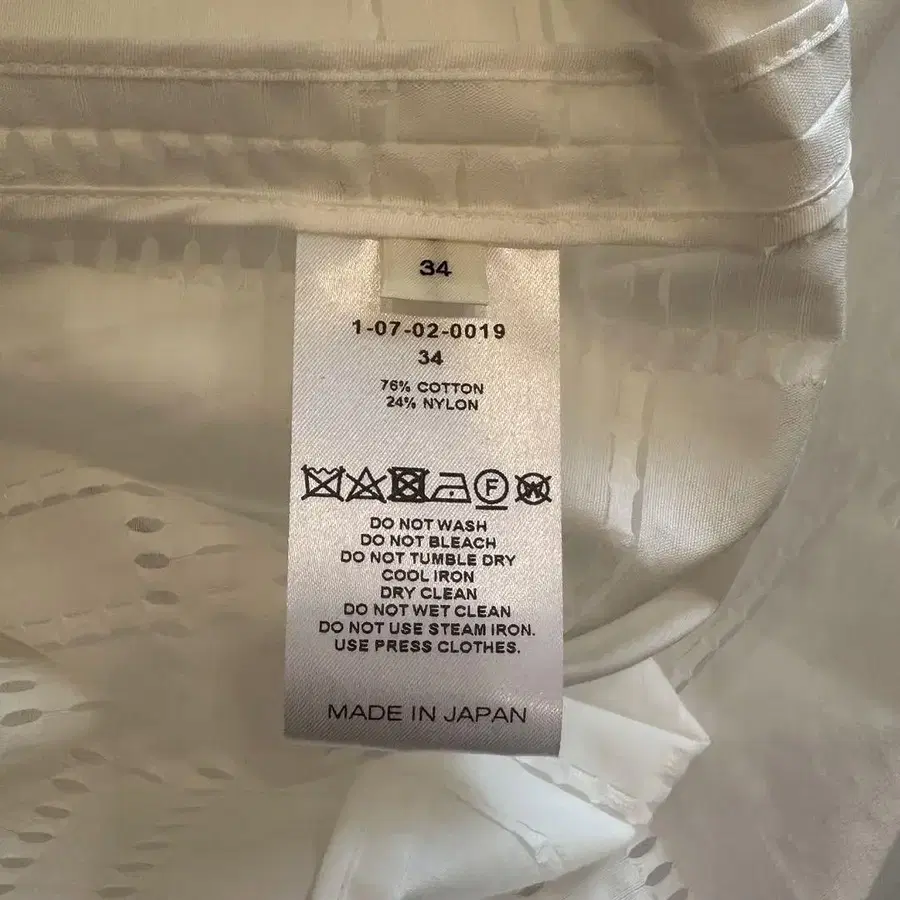 34
1-07-02-0019
34
76% COTTON
24% NYLON
F W
DO NOT WASH
DO NOT BLEACH
DO NOT TUMBLE DRY
COOL IRON
DRY CLEAN
DO NOT WET CLEAN
DO NOT USE STEAM IRON.
USE PRESS CLOTHES.
MADE IN JAPAN